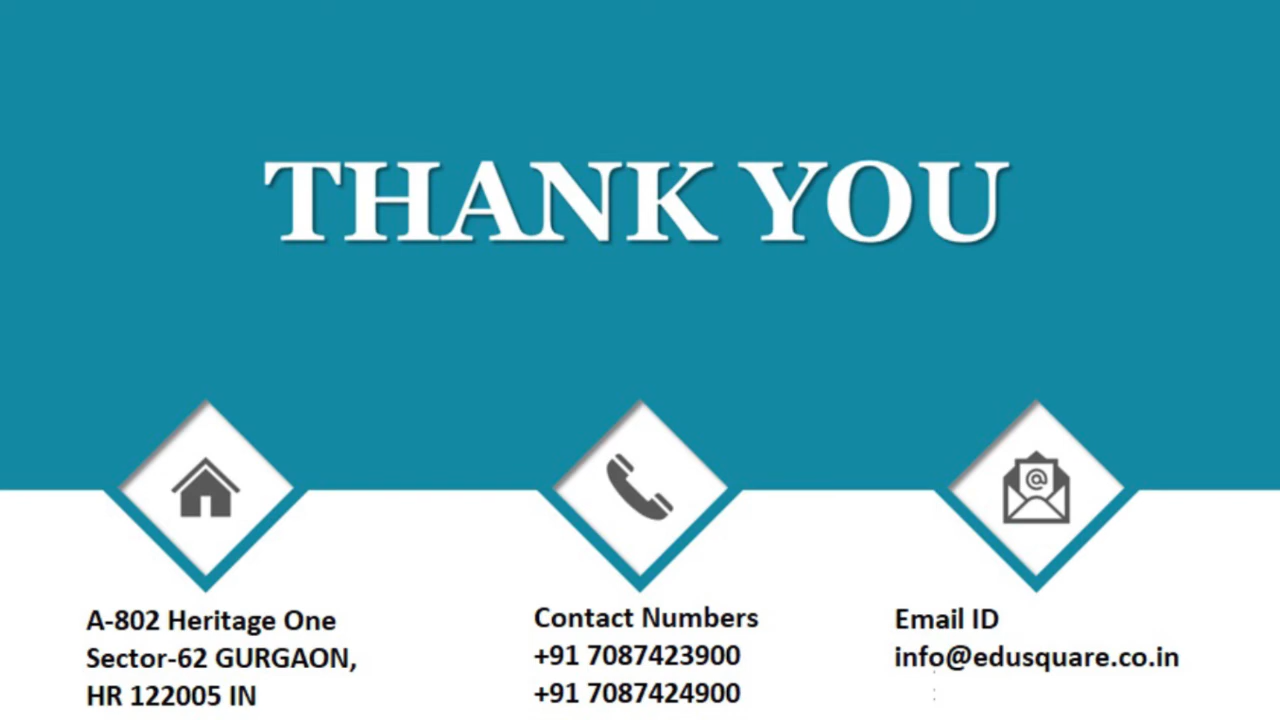 THANK YOU
A-802 Heritage One
Sector-62 GURGAON,
HR 122005 IN
Contact Numbers
+91 7087423900
+91 7087424900
Email ID
info@edusquare.co.in